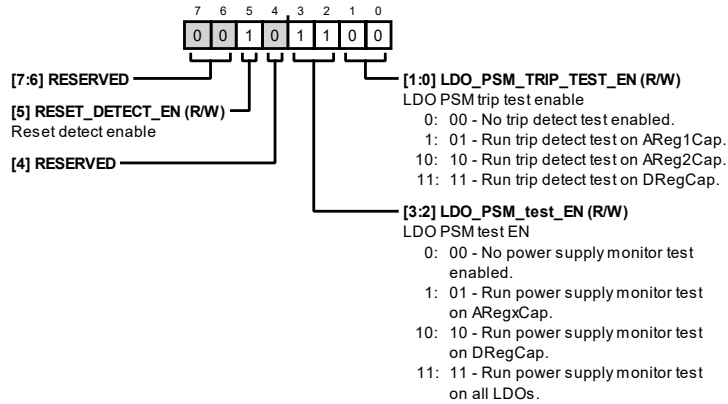 7 6 5 4 3 2 1 0
0 0 1 0 1 1 0 0
[7:6] RESERVED
[5] RESET_DETECT_EN (R/W)
Reset detect enable
[4] RESERVED
[1:0] LDO_PSM_TRIP_TEST_EN (R/W)
LDO PSM trip test enable
0: 00 - No trip detect test enabled.
1: 01 - Run trip detect test on AReg1Cap.
10: 10 - Run trip detect test on AReg2Cap.
11: 11 - Run trip detect test on DRegCap.
[3:2] LDO_PSM_test_EN (R/W)
LDO PSM test EN
0: 00 - No power supply monitor test
enabled.
1: 01 - Run power supply monitor test
on ARegxCap.
10: 10 - Run power supply monitor test
on DRegCap.
11: 11 - Run power supply monitor test
on all LDOs.